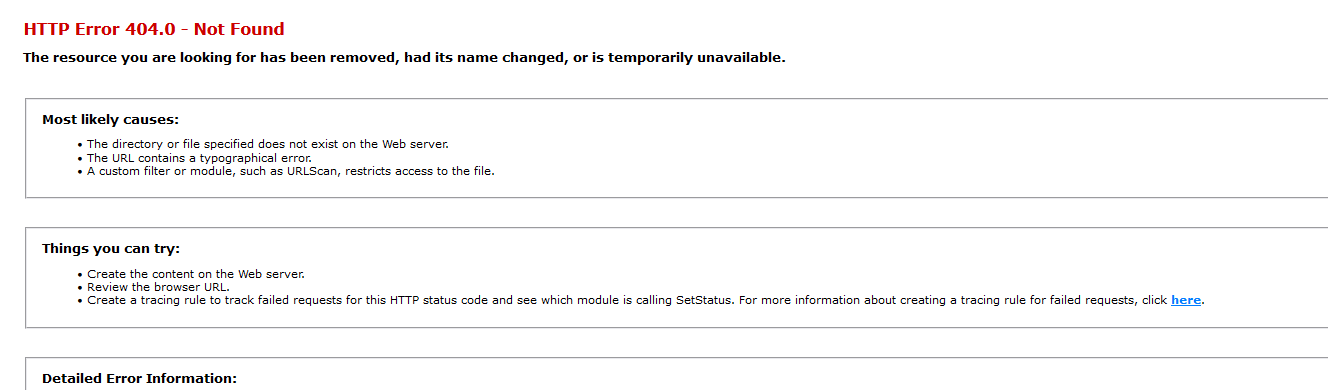 HTTP Error 404.0 - Not Found
The resource you are looking for has been removed, had its name changed, or is temporarily unavailable.
Most likely causes:
• The directory or file specified does not exist on the Web server.
• The URL contains a typographical error.
• A custom filter or module, such as URLScan, restricts access to the file.
Things you can try:
• Create the content on the Web server.
• Review the browser URL.
• Create a tracing rule to track failed requests for this HTTP status code and see which module is calling SetStatus. For more information about creating a tracing rule for failed requests, click here.
Detailed Error Information: